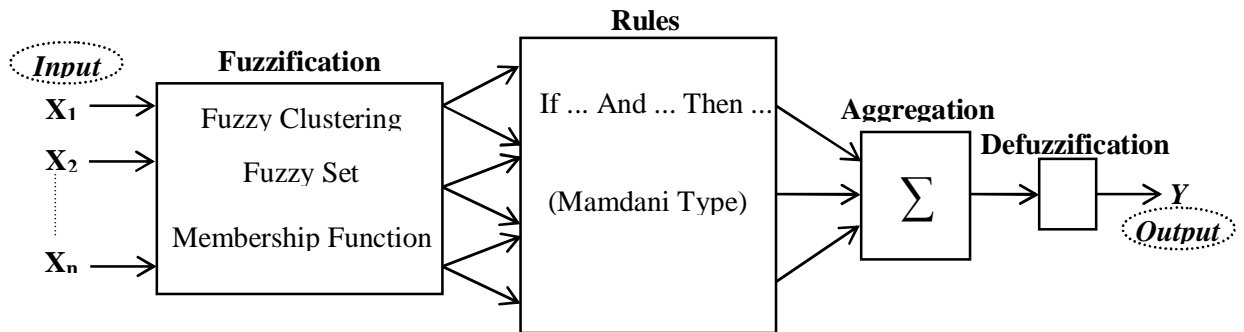 Rules
Input
Fuzzification
X1
Fuzzy Clustering
If ... And ... Then ...
Aggregation
X2
Fuzzy Set
Defuzzification
(Mamdani Type)
∑
Y
Membership Function
Output
Xn